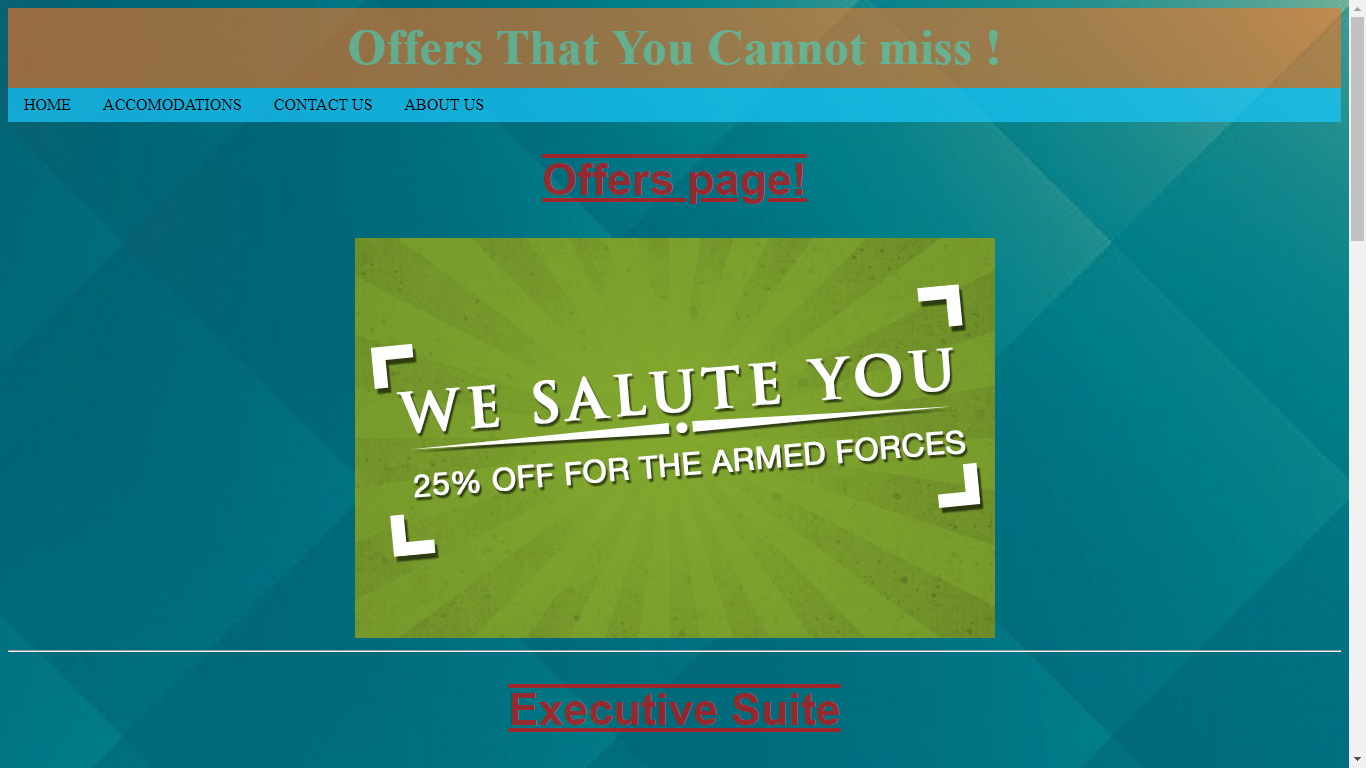 Offers That You Cannot miss !
HOME ACCOMODATIONS CONTACT US ABOUT US
Offers page!
WE SALUTE YOU
25% OFF FOR THE ARMED FORCES
Executive Suite